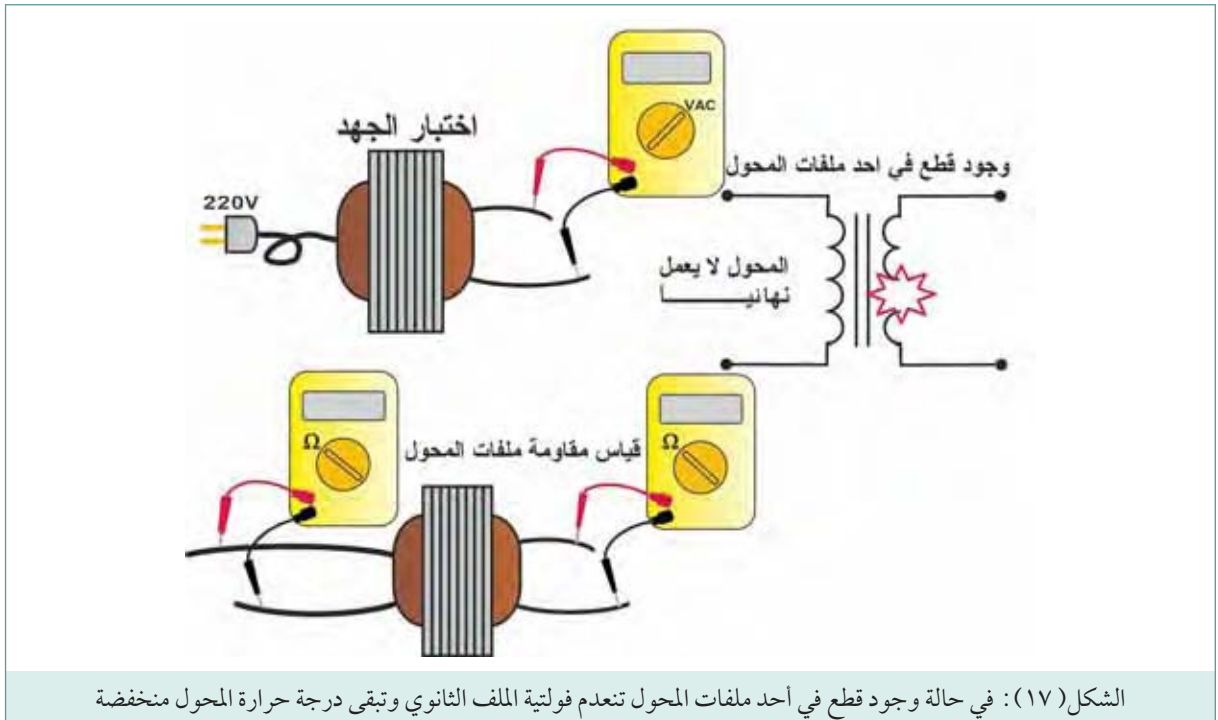 VAC
اختبار الجهد
وجود قطع في احد ملفات المحول
220V
المحول لا يعمل
نهائيــــــــا
Ω
Ω
قياس مقاومة ملفات المحول
الشكل (١٧): في حالة وجود قطع في أحد ملفات المحول تنعدم فولتية الملف الثانوي وتبقى درجة حرارة المحول منخفضة